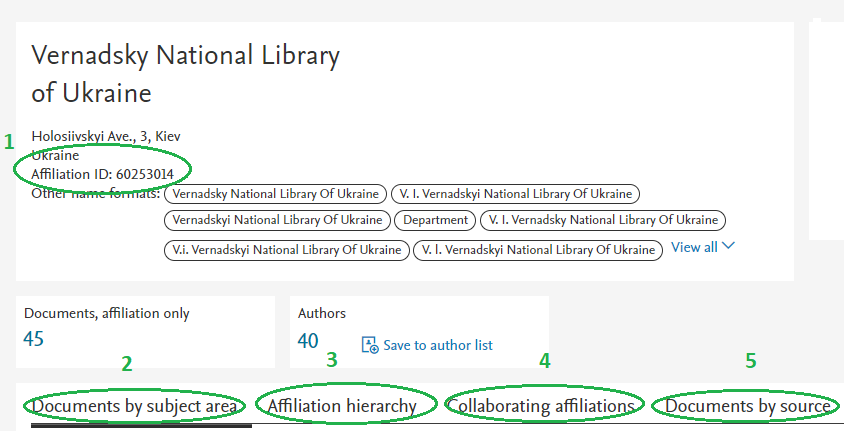 Vernadsky National Library
of Ukraine
1
Holosiivskyi Ave., 3, Kiev
Ukraine
Affiliation ID: 60253014
Other name formats: Vernadsky National Library Of Ukraine V. I. Vernadskyi National Library Of Ukraine
Vernadskyi National Library Of Ukraine Department V. I. Vernadsky National Library Of Ukraine
V.i. Vernadskyi National Library Of Ukraine V. I. Vernadskyi National Library Of Ukraine View all
Documents, affiliation only
45
Authors
40 Save to author list
2 3 4 5
Documents by subject area Affiliation hierarchy Collaborating affiliations Documents by source